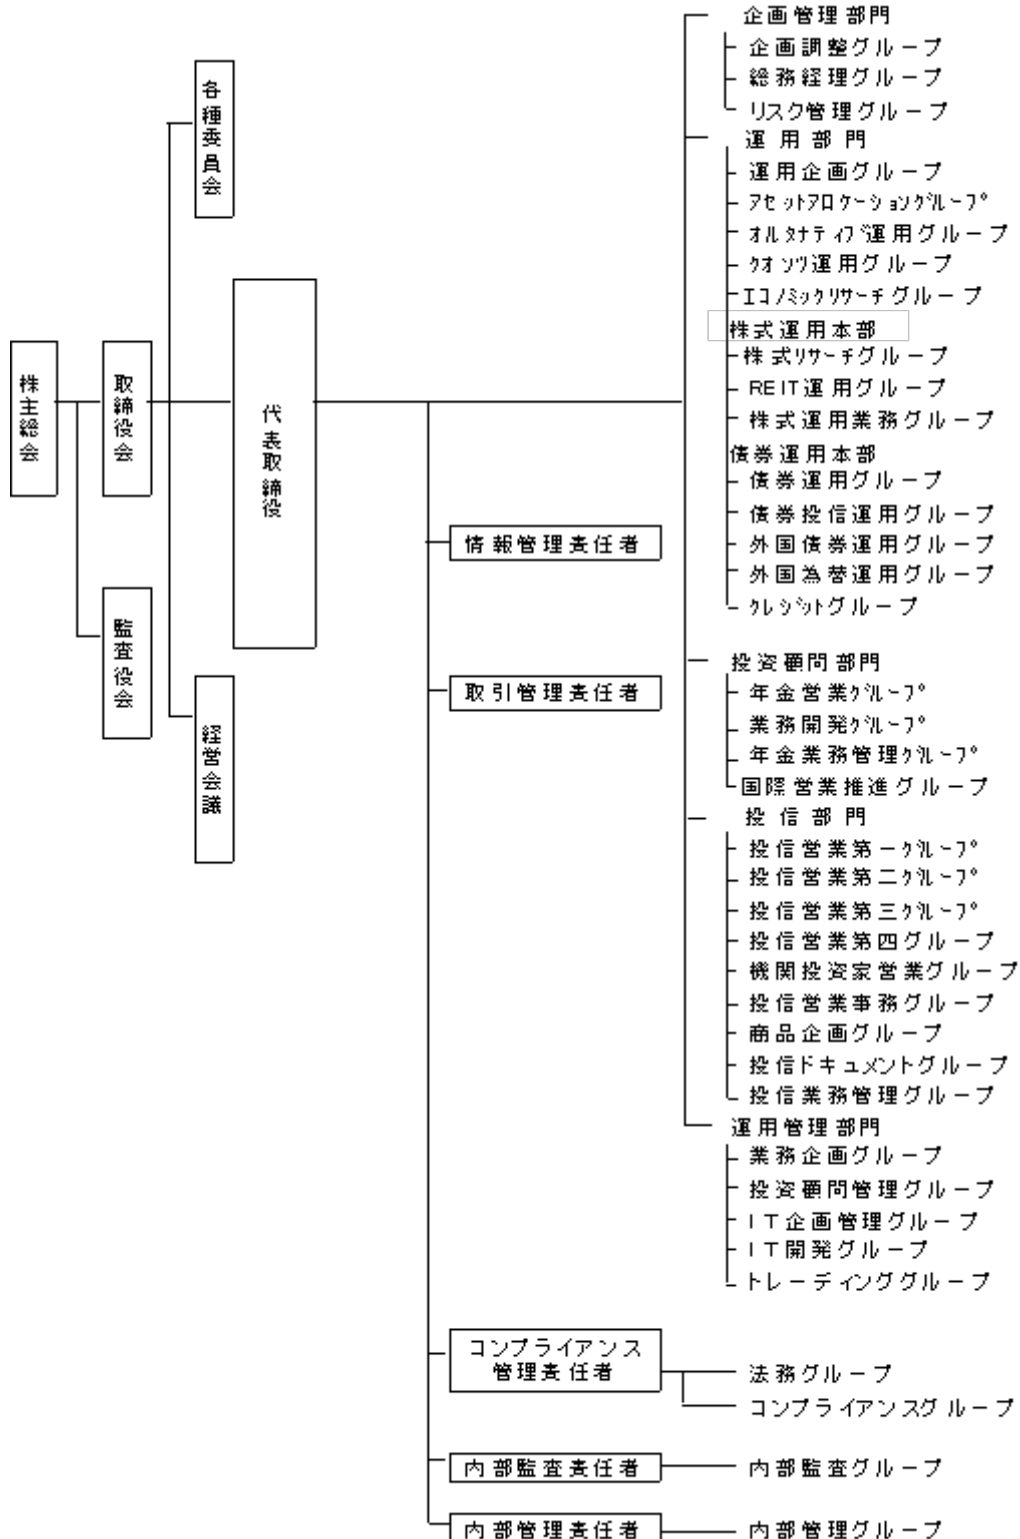 株主総会
取締役会
監査役会
各種委員会
代表取締役
経営会議
企画管理部門
企画調整グループ
総務経理グループ
リスク管理グループ
運用部門
運用企画グループ
ｱｾｯﾄｱﾛｹｰｼｮﾝｸﾞﾙｰﾌﾟ
ｵﾙﾀﾅﾃｨﾌﾞ運用グループ
ｸｵﾝﾂ運用グループ
ｴｺﾉﾐｯｸﾘｻｰﾁグループ
株式運用本部
株式ﾘｻｰﾁグループ
REIT運用グループ
株式運用業務グループ
債券運用本部
債券運用グループ
債券投信運用グループ
外国債券運用グループ
外国為替運用グループ
ｸﾚｼﾞｯﾄグループ
投資顧問部門
年金営業ｸﾞﾙｰﾌﾟ
業務開発ｸﾞﾙｰﾌﾟ
年金業務管理ｸﾞﾙｰﾌﾟ
国際営業推進グループ
投信部門
投信営業第一ｸﾞﾙｰﾌﾟ
投信営業第二ｸﾞﾙｰﾌﾟ
投信営業第三ｸﾞﾙｰﾌﾟ
投信営業第四グループ
機関投資家営業グループ
投信営業事務グループ
商品企画グループ
投信ドキュメントグループ
投信業務管理グループ
運用管理部門
業務企画グループ
投資顧問管理グループ
ＩＴ企画管理グループ
ＩＴ開発グループ
トレーディンググループ
情報管理責任者
取引管理責任者
コンプライアンス
管理責任者
法務グループ
コンプライアンスグループ
内部監査責任者
内部監査グループ
内部管理責任者
内部管理グループ